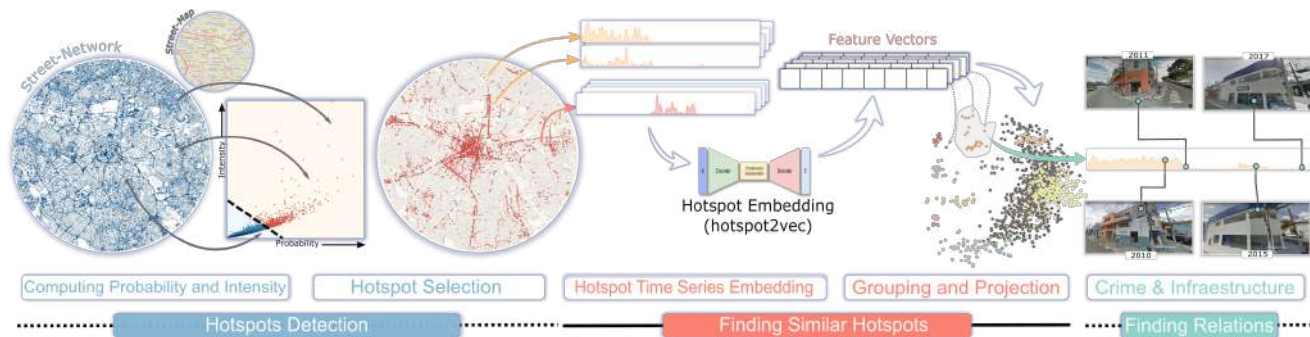 Street-Network
Street-Map
Intensity
Probability
Feature Vectors
Hotspot Embedding
(hotspot2vec)
2011
2017
2010
2015
Computing Probability and Intensity
Hotspot Selection
Hotspot Time Series Embedding
Grouping and Projection
Crime & Infraestructure
Hotspots Detection
Finding Similar Hotspots
Finding Relations